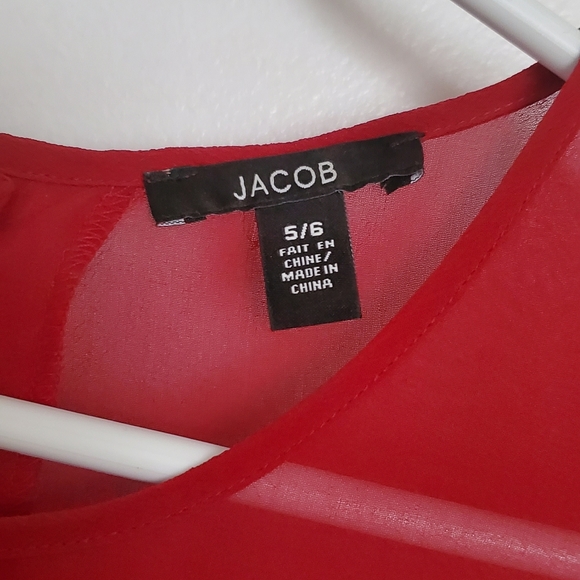 JACOB
5/6
FAIT EN
CHINE/
MADE IN
CHINA